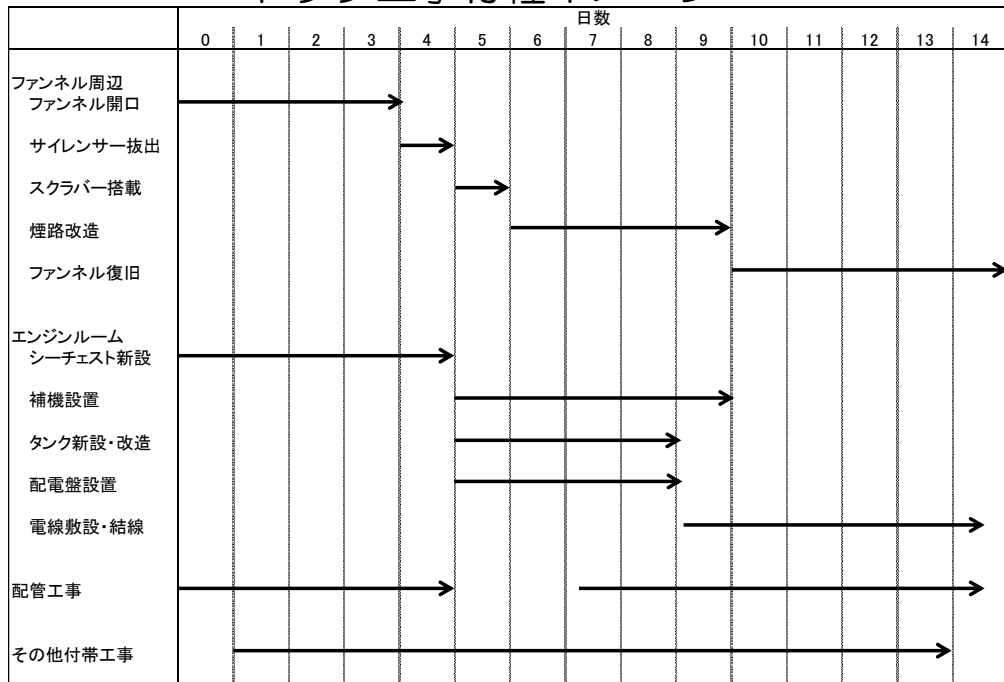 日数
0 1 2 3 4 5 6 7 8 9 10 11 12 13 14
ファンネル周辺
ファンネル開口
サイレンサー抜出
スクラバー搭載
煙路改造
ファンネル復旧
エンジンルーム
シーチェスト新設
補機設置
タンク新設・改造
配電盤設置
電線敷設・結線
配管工事
その他付帯工事